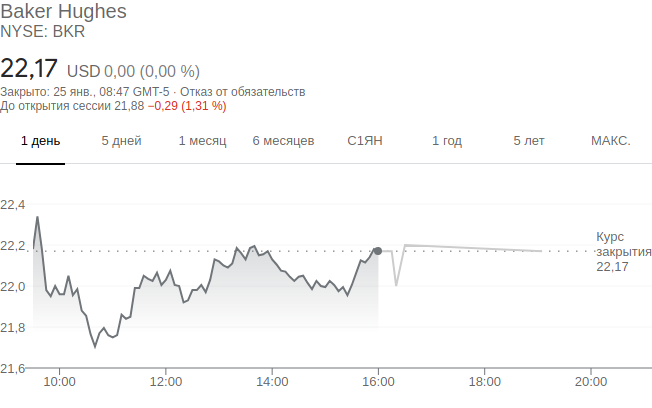 Baker Hughes
NYSE: BKR
22,17 USD 0,00 (0,00 %)
Закрыто: 25 янв., 08:47 GMT-5 · Отказ от обязательств
До открытия сессии 21,88 −0,29 (1,31 %)
1 день 5 дней 1 месяц 6 месяцев С1ЯН 1 год 5 лет МАКС.
22,4
22,2
22,0
21,8
21,6
Курс
закрытия
22,17
10:00 12:00 14:00 16:00 18:00 20:00